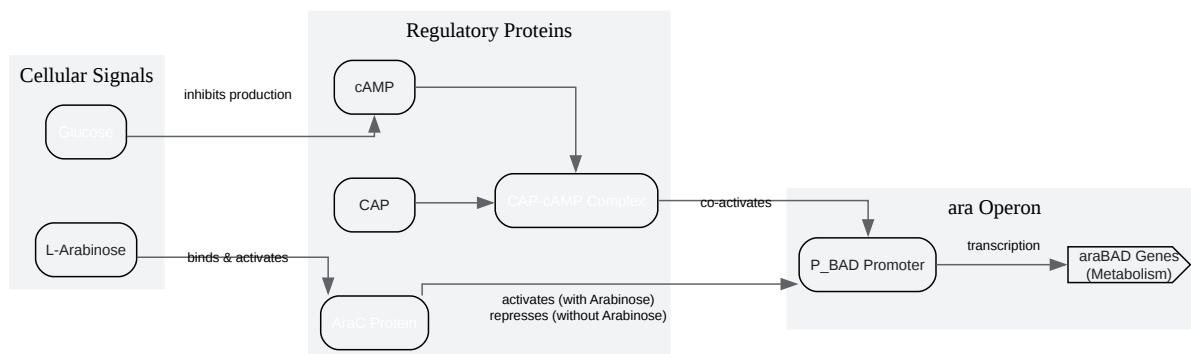 Cellular Signals
Glucose
L-Arabinose
inhibits production
binds & activates
Regulatory Proteins
cAMP
CAP
CAP-cAMP Complex
AraC Protein
co-activates
activates (with Arabinose)
represses (without Arabinose)
ara Operon
P_BAD Promoter
transcription
araBAD Genes
(Metabolism)